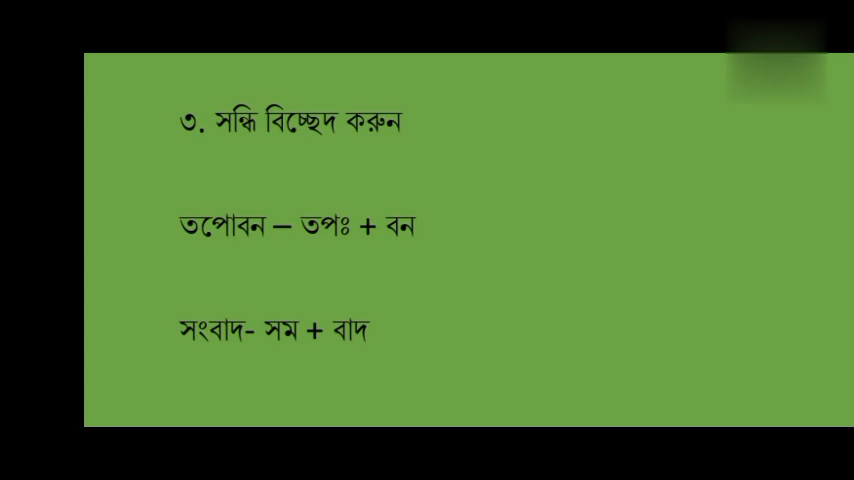 ৩. সন্ধি বিচ্ছেদ করুন
তপোবন – তপঃ + বন
সংবাদ- সম + বাদ